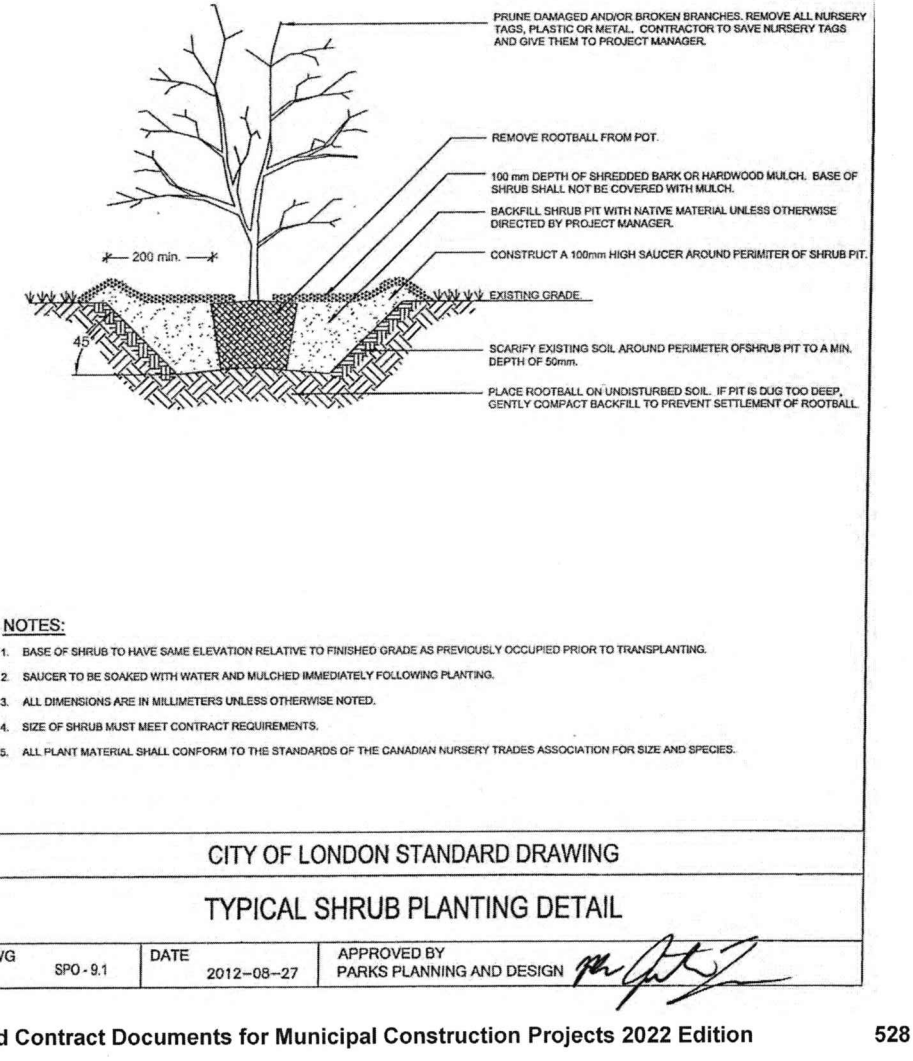 PRUNE DAMAGED AND/OR BROKEN BRANCHES. REMOVE ALL NURSERY
TAGS, PLASTIC OR METAL. CONTRACTOR TO SAVE NURSERY TAGS
AND GIVE THEM TO PROJECT MANAGER.
REMOVE ROOTBALL FROM POT.
100 mm DEPTH OF SHREDDED BARK OR HARDWOOD MULCH. BASE OF
SHRUB SHALL NOT BE COVERED WITH MULCH.
BACKFILL SHRUB PIT WITH NATIVE MATERIAL UNLESS OTHERWISE
DIRECTED BY PROJECT MANAGER.
200 min.
CONSTRUCT A 100mm HIGH SAUCER AROUND PERIMITER OF SHRUB PIT.
EXISTING GRADE
45
SCARIFY EXISTING SOIL AROUND PERIMETER OFSHRUB PIT TO A MIN.
DEPTH OF 50mm.
PLACE ROOTBALL ON UNDISTURBED SOIL. IF PIT IS DUG TOO DEEP,
GENTLY COMPACT BACKFILL TO PREVENT SETTLEMENT OF ROOTBALL
NOTES:
1. BASE OF SHRUB TO HAVE SAME ELEVATION RELATIVE TO FINISHED GRADE AS PREVIOUSLY OCCUPIED PRIOR TO TRANSPLANTING.
2. SAUCER TO BE SOAKED WITH WATER AND MULCHED IMMEDIATELY FOLLOWING PLANTING.
3. ALL DIMENSIONS ARE IN MILLIMETERS UNLESS OTHERWISE NOTED.
4. SIZE OF SHRUB MUST MEET CONTRACT REQUIREMENTS.
5. ALL PLANT MATERIAL SHALL CONFORM TO THE STANDARDS OF THE CANADIAN NURSERY TRADES ASSOCIATION FOR SIZE AND SPECIES.
CITY OF LONDON STANDARD DRAWING
TYPICAL SHRUB PLANTING DETAIL
WG
SPO - 9.1
DATE
2012-08-27
APPROVED BY
PARKS PLANNING AND DESIGN
d Contract Documents for Municipal Construction Projects 2022 Edition
528